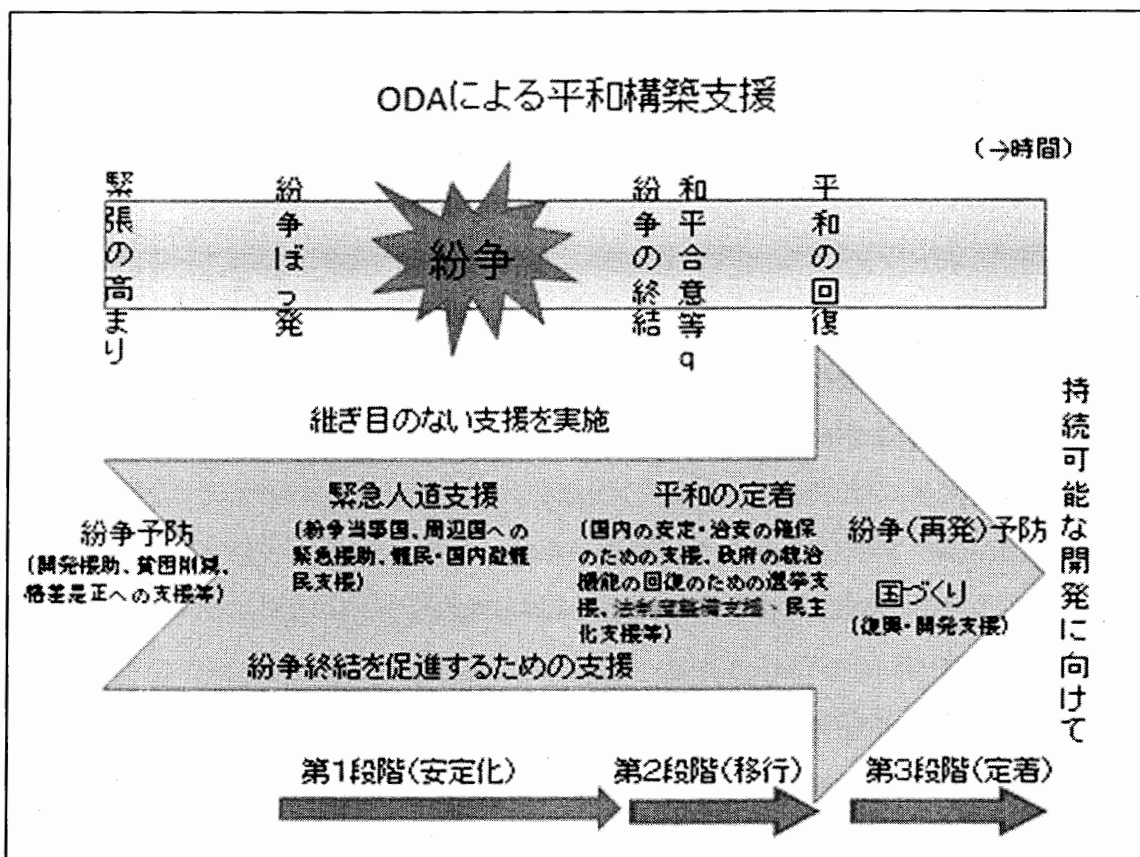 ODAによる平和構築支援
(→時間)
緊張の高まり
紛争ぼっ発
紛争
紛争の終結
和平合意等q
平和の回復
継ぎ目のない支援を実施
紛争予防
(開発援助、貧困削減、
格差是正への支援等)
緊急人道支援
(紛争当事国、周辺国への
緊急援助、難民・国内避難
民支援)
平和の定着
(国内の安定・治安の確保
のための支援、政府の統治
機能の回復のための選挙支
援、法制度整備支援、民主
化支援等)
紛争(再発)予防
国づくり
(復興・開発支援)
紛争終結を促進するための支援
持続可能な開発に向けて
第1段階(安定化)
第2段階(移行)
第3段階(定着)